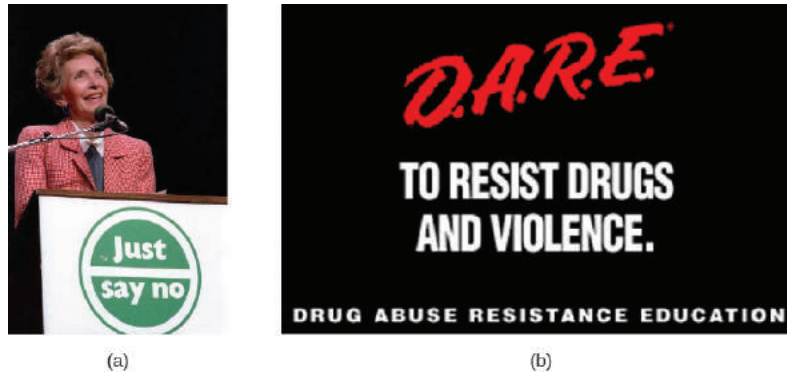 Just
say no
D.A.R.E.
TO RESIST DRUGS
AND VIOLENCE.
DRUG ABUSE RESISTANCE EDUCATION
(a)
(b)